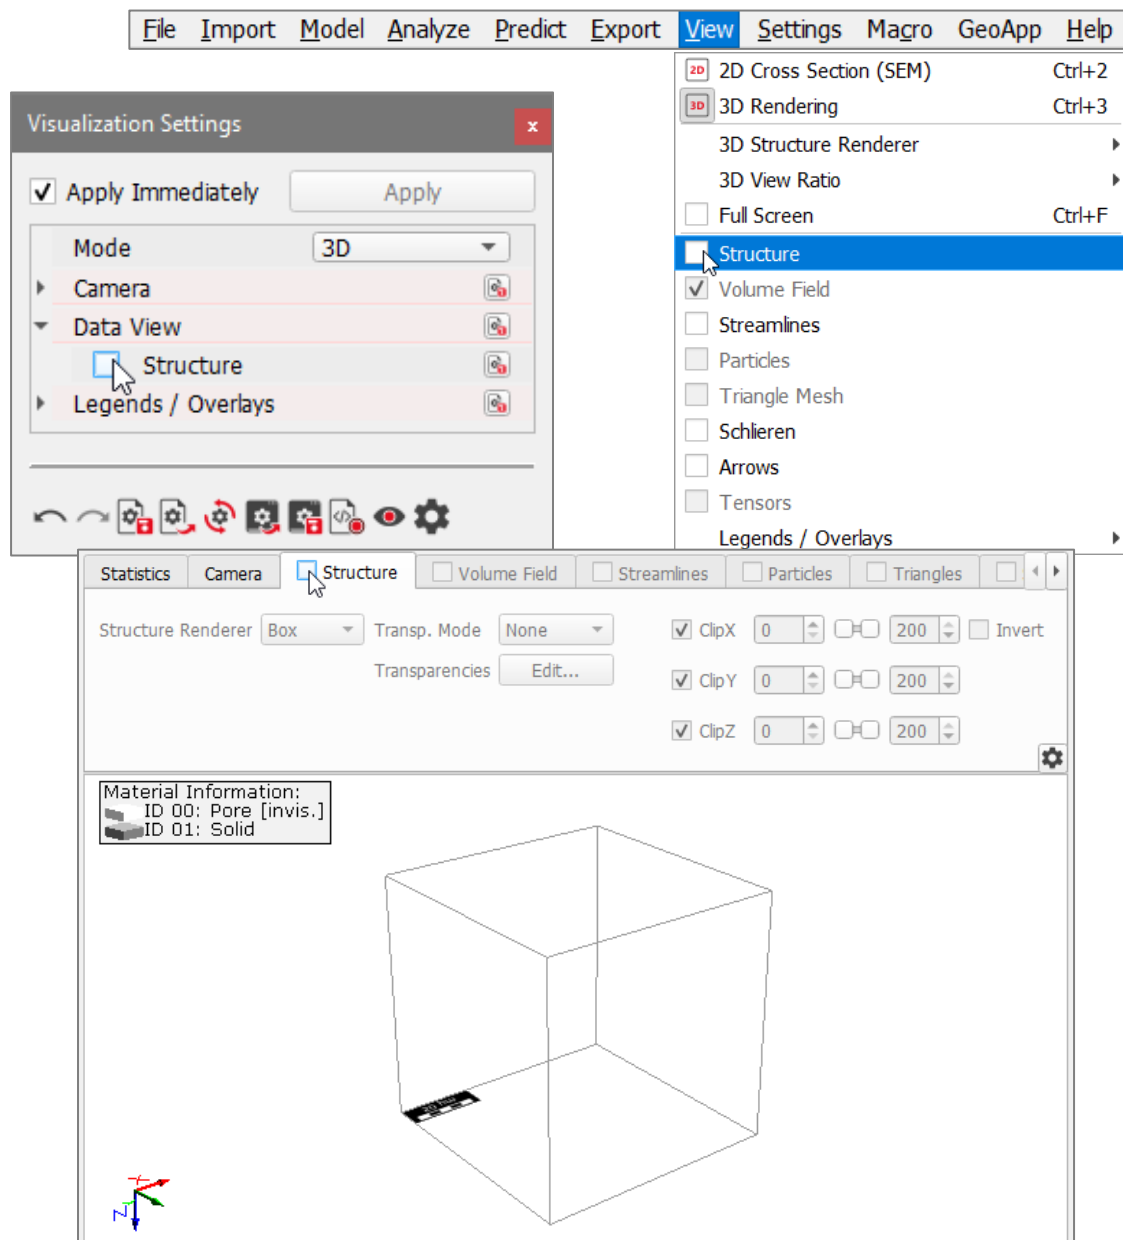 File Import Model Analyze Predict Export View Settings Macro GeoApp Help
2D 2D Cross Section (SEM) Ctrl+2
3D 3D Rendering Ctrl+3
3D Structure Renderer
3D View Ratio
Full Screen Ctrl+F
Structure
Volume Field
Streamlines
Particles
Triangle Mesh
Schlieren
Arrows
Tensors
Legends / Overlays
Visualization Settings x
Apply Immediately Apply
Mode 3D
Camera
Data View
Structure
Legends / Overlays
Statistics Camera Structure Volume Field Streamlines Particles Triangles
Structure Renderer Box Transp. Mode None ClipX 0 200 Invert
Transparencies Edit... ClipY 0 200
ClipZ 0 200
Material Information:
ID 00: Pore [invis.]
ID 01: Solid
X
Z